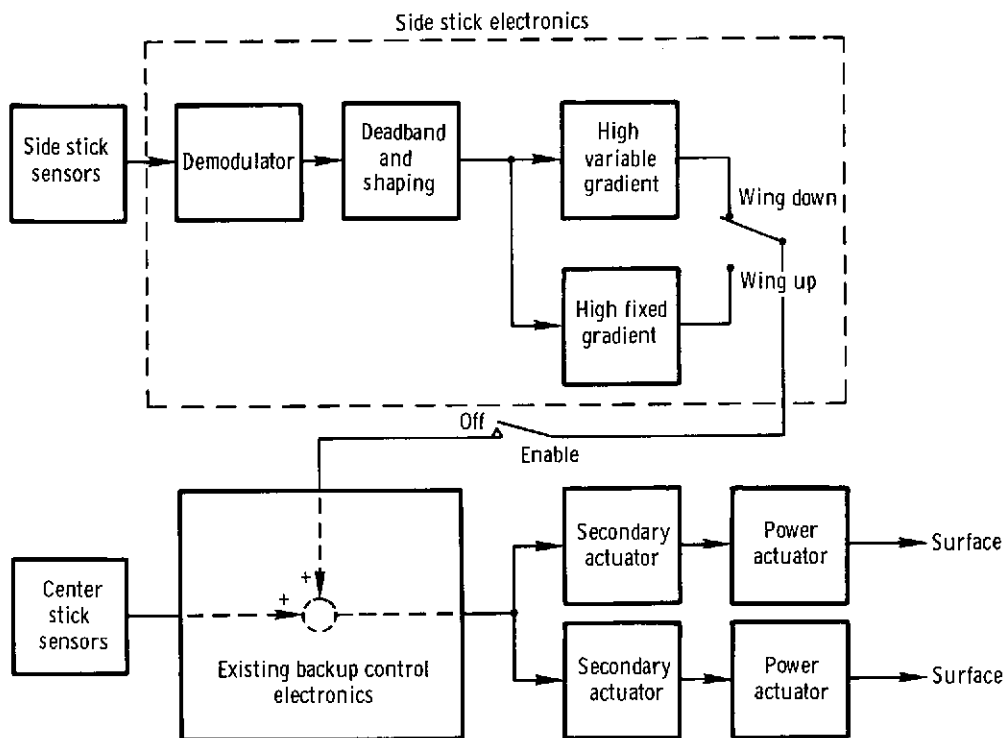 Side stick electronics
Side stick
sensors
Demodulator
Deadband
and
shaping
High
variable
gradient
Wing down
Wing up
High fixed
gradient
Off
Enable
Center
stick
sensors
+
+
Existing backup control
electronics
Secondary
actuator
Power
actuator
Surface
Secondary
actuator
Power
actuator
Surface